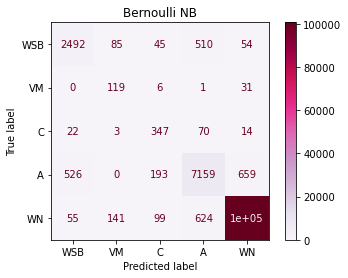 Bernoulli NB
WSB 2492 85 45 510 54 100000
VM 0 119 6 1 31 80000
C 22 3 347 70 14 60000
A 526 0 193 7159 659 40000
WN 55 141 99 624 1e+05 20000
0
WSB VM C A WN
True label
Predicted label